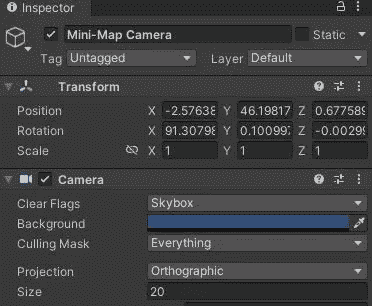 Inspector
Mini-Map Camera Static
Tag Untagged Layer Default
Transform
Position X -2.57638 Y 46.19817 Z 0.677589
Rotation X 91.30798 Y 0.100997 Z -0.00299
Scale X 1 Y 1 Z 1
Camera
Clear Flags Skybox
Background
Culling Mask Everything
Projection Orthographic
Size 20